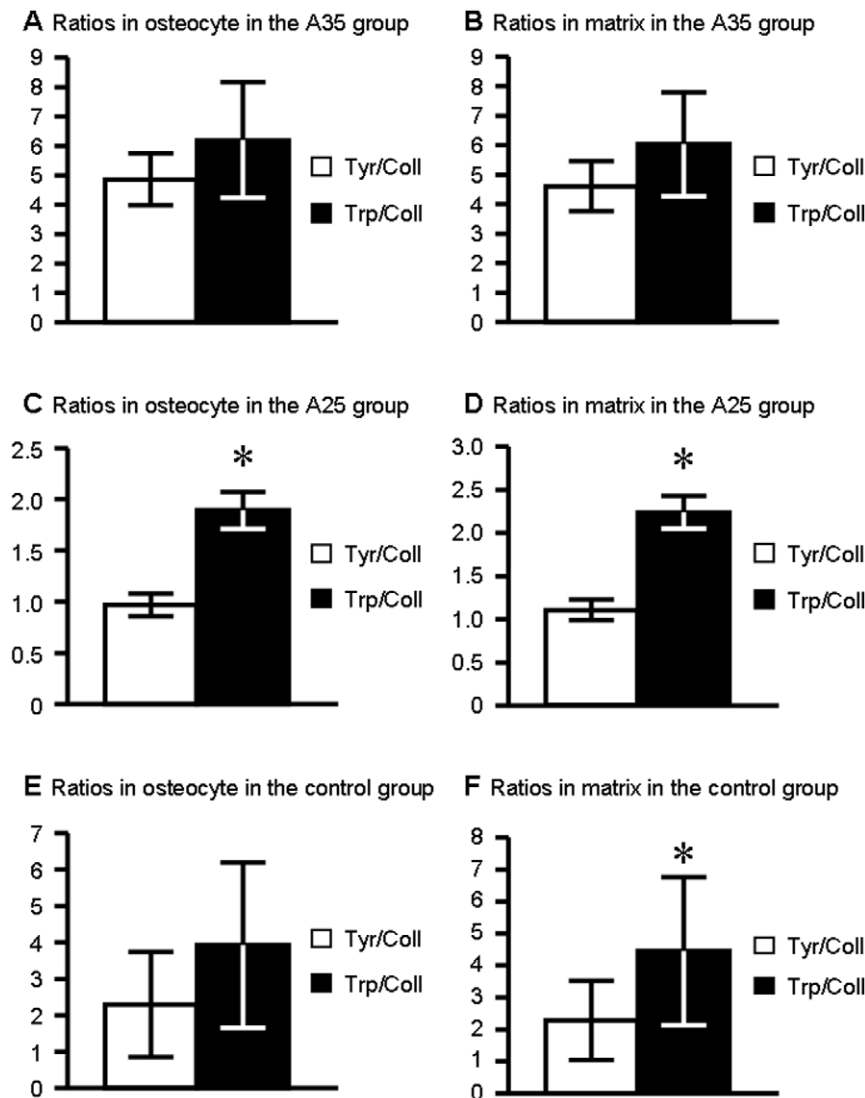 A Ratios in osteocyte in the A35 group
9
8
7
6
5
4
3
2
1
0
Tyr/Coll
Trp/Coll
B Ratios in matrix in the A35 group
9
8
7
6
5
4
3
2
1
0
Tyr/Coll
Trp/Coll
C Ratios in osteocyte in the A25 group
2.5
2.0
1.5
1.0
0.5
0
*
Tyr/Coll
Trp/Coll
D Ratios in matrix in the A25 group
3.0
2.5
2.0
1.5
1.0
0.5
0
*
Tyr/Coll
Trp/Coll
E Ratios in osteocyte in the control group
7
6
5
4
3
2
1
0
Tyr/Coll
Trp/Coll
F Ratios in matrix in the control group
8
7
6
5
4
3
2
1
0
*
Tyr/Coll
Trp/Coll